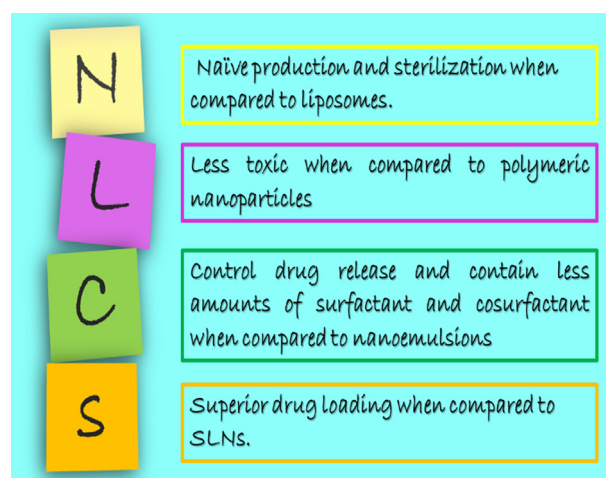 N
Naïve production and sterilization when
compared to liposomes.
L
Less toxic when compared to polymeric
nanoparticles
C
Control drug release and contain less
amounts of surfactant and cosurfactant
when compared to nanoemulsions
S
Superior drug loading when compared to
SLNs.